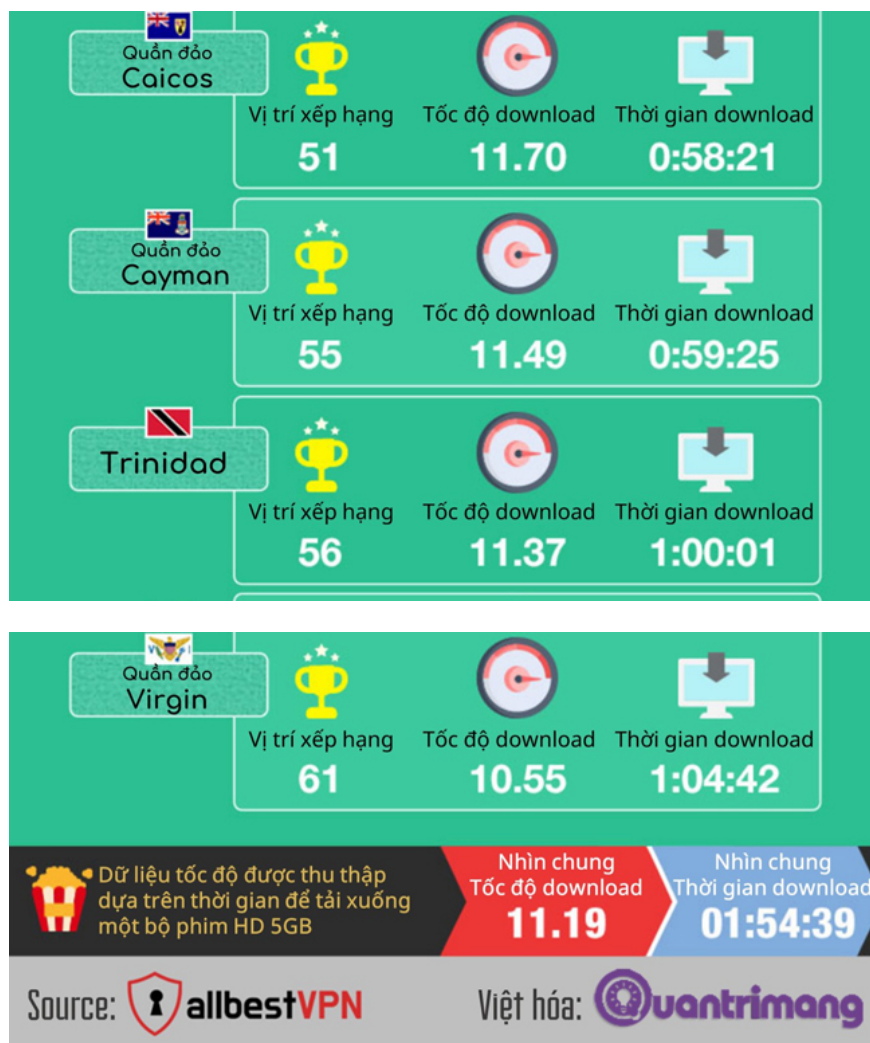 Quần đảo
Caicos
Vị trí xếp hạng Tốc độ download Thời gian download
51 11.70 0:58:21
Quần đảo
Cayman
Vị trí xếp hạng Tốc độ download Thời gian download
55 11.49 0:59:25
Trinidad
Vị trí xếp hạng Tốc độ download Thời gian download
56 11.37 1:00:01
Quần đảo
Virgin
Vị trí xếp hạng Tốc độ download Thời gian download
61 10.55 1:04:42
Dữ liệu tốc độ được thu thập
dựa trên thời gian để tải xuống
một bộ phim HD 5GB
Nhìn chung
Tốc độ download
11.19
Nhìn chung
Thời gian download
01:54:39
Source: allbestVPN
Việt hóa: Quantrimang